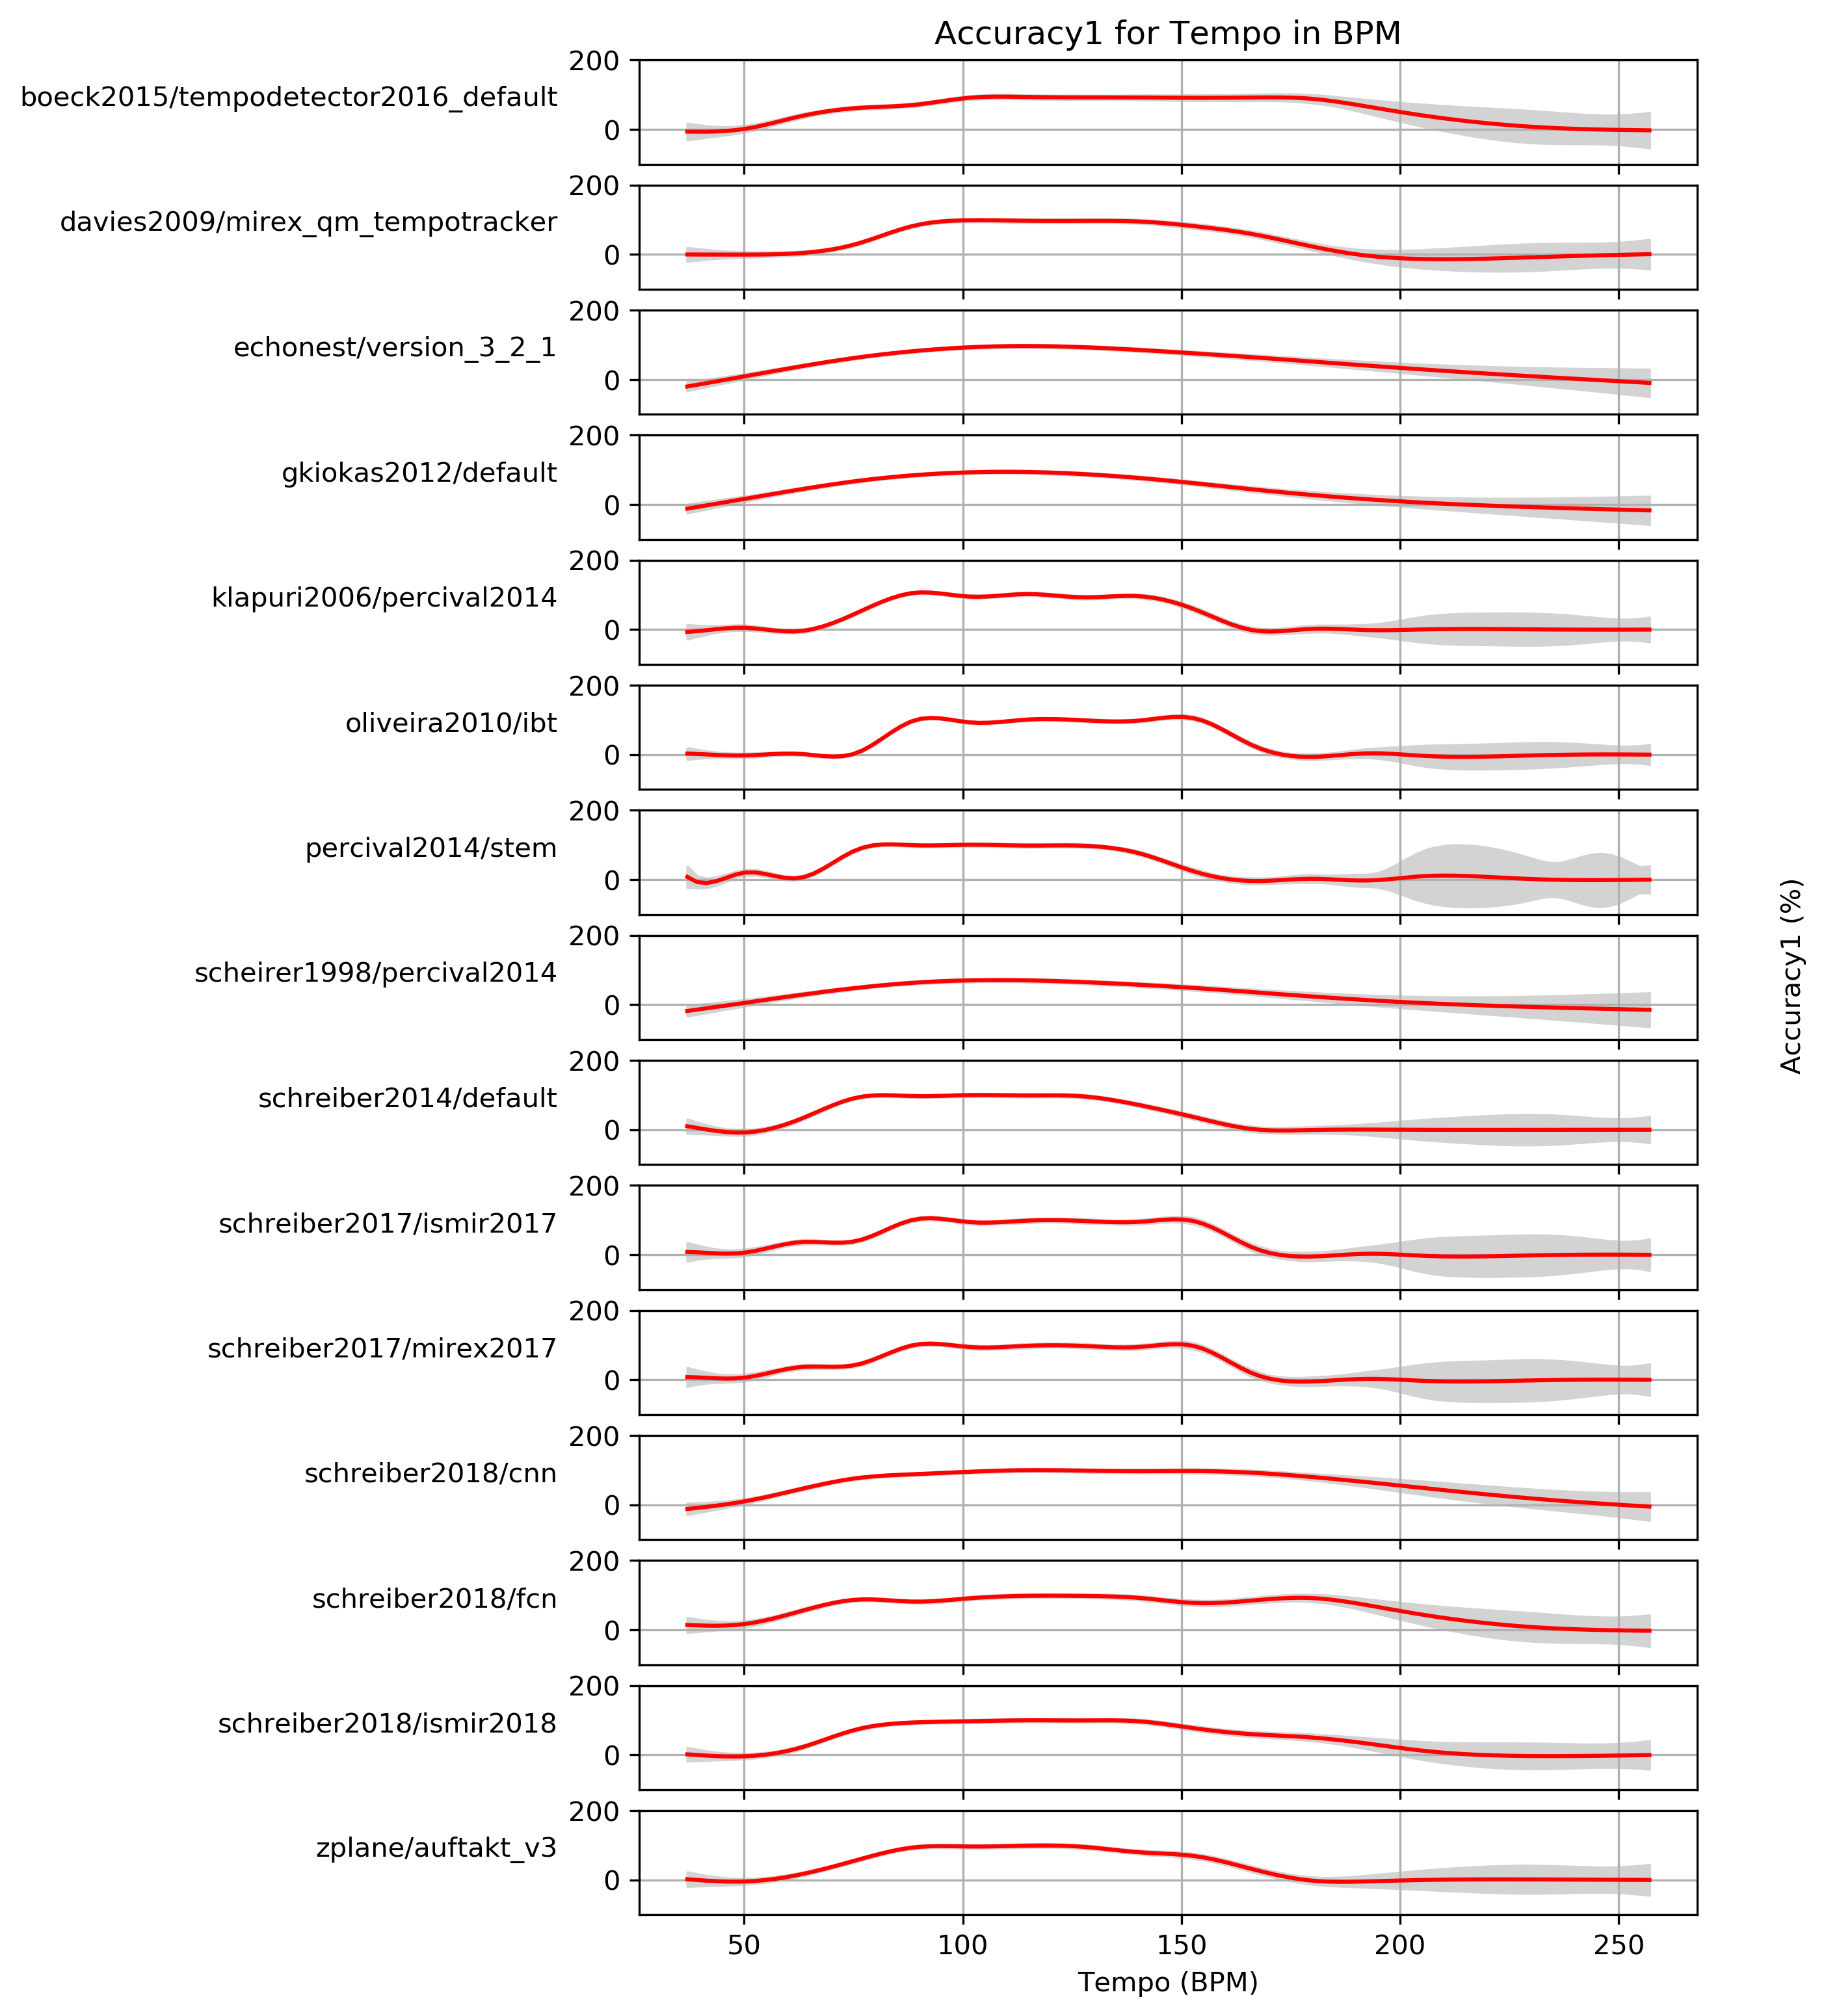 Accuracy1 for Tempo in BPM
200
boeck2015/tempodetector2016_default
0
200
davies2009/mirex_qm_tempotracker
0
200
echonest/version_3_2_1
0
200
gkiokas2012/default
0
200
klapuri2006/percival2014
0
200
oliveira2010/ibt
0
200
percival2014/stem
0
200
scheirer1998/percival2014
0
Accuracy1 (%)
200
schreiber2014/default
0
200
schreiber2017/ismir2017
0
200
schreiber2017/mirex2017
0
200
schreiber2018/cnn
0
200
schreiber2018/fcn
0
200
schreiber2018/ismir2018
0
200
zplane/auftakt_v3
0
50 100 150 200 250
Tempo (BPM)